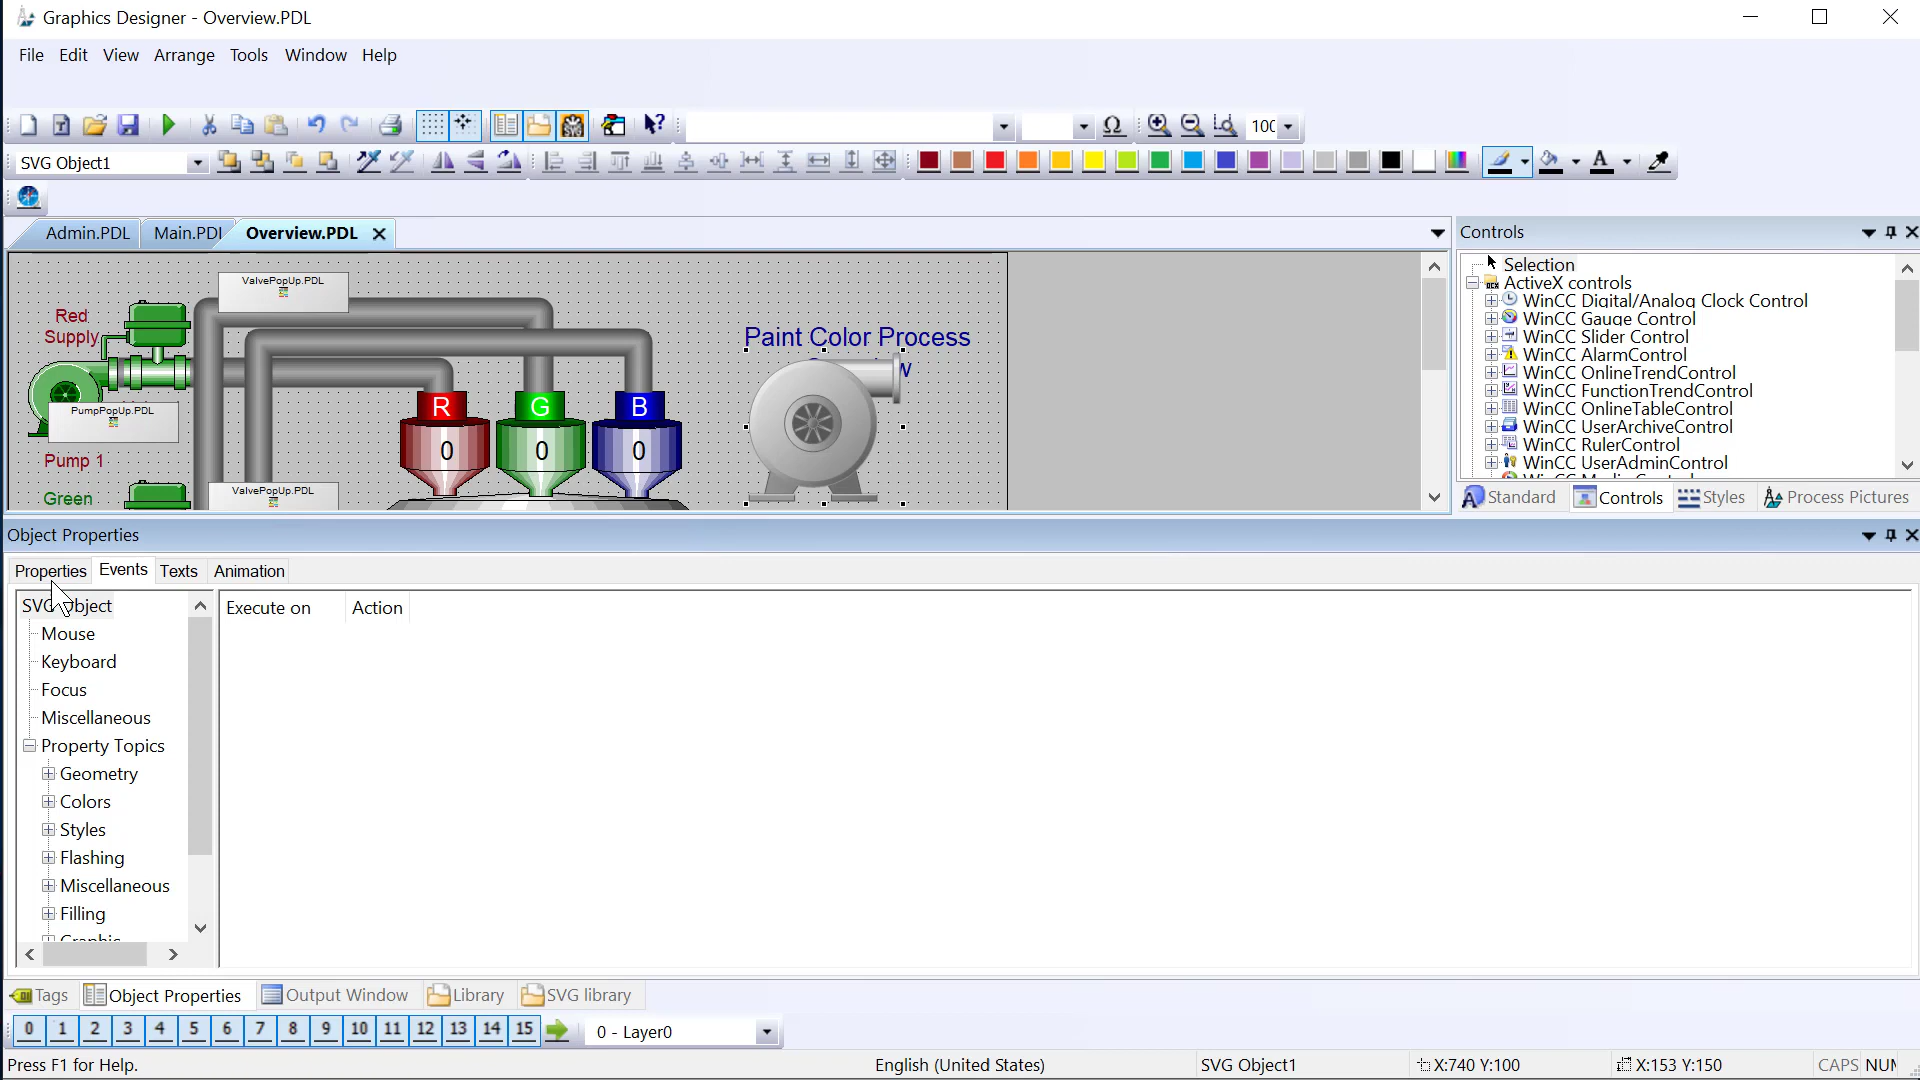 Graphics Designer - Overview.PDL
File Edit View Arrange Tools Window Help
Ω ? 100
SVG Object1
A
Admin.PDL Main.PDL Overview.PDL
Controls
Selection
ActiveX controls
WinCC Digital/Analog Clock Control
WinCC Gauge Control
WinCC Slider Control
WinCC AlarmControl
WinCC OnlineTrendControl
WinCC FunctionTrendControl
WinCC OnlineTableControl
WinCC UserArchiveControl
WinCC RulerControl
WinCC UserAdminControl
Standard Controls Styles Process Pictures
ValvePopUp.PDL
Red
Supply
Paint Color Process
w
R G B
PumpPopUp.PDL
0 0 0
Pump 1
Green
ValvePopUp.PDL
Object Properties
Properties Events Texts Animation
SVG Object
Mouse
Keyboard
Focus
Miscellaneous
Property Topics
Geometry
Colors
Styles
Flashing
Miscellaneous
Filling
Execute on Action
Tags Object Properties Output Window Library SVG library
0 1 2 3 4 5 6 7 8 9 10 11 12 13 14 15 0 - Layer0
Press F1 for Help. English (United States) SVG Object1 X:740 Y:100 X:153 Y:150 CAPS NUM